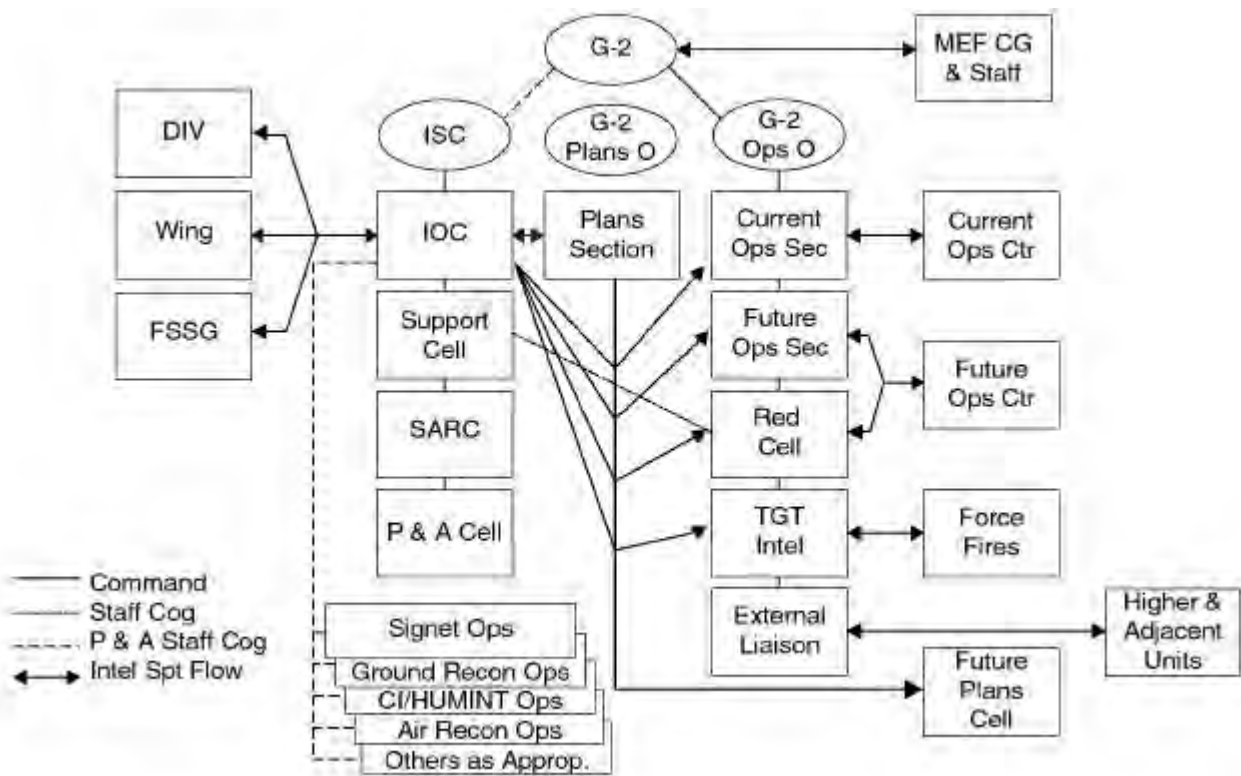 G-2
MEF CG
& Staff
DIV
ISC
G-2
Plans O
G-2
Ops O
Wing
IOC
Plans
Section
Current
Ops Sec
Current
Ops Ctr
FSSG
Support
Cell
Future
Ops Sec
Future
Ops Ctr
SARC
Red
Cell
P & A Cell
TGT
Intel
Force
Fires
Command
Staff Cog
P & A Staff Cog
Intel Spt Flow
Signet Ops
Ground Recon Ops
CI/HUMINT Ops
Air Recon Ops
Others as Approp.
External
Liaison
Higher &
Adjacent
Units
Future
Plans
Cell